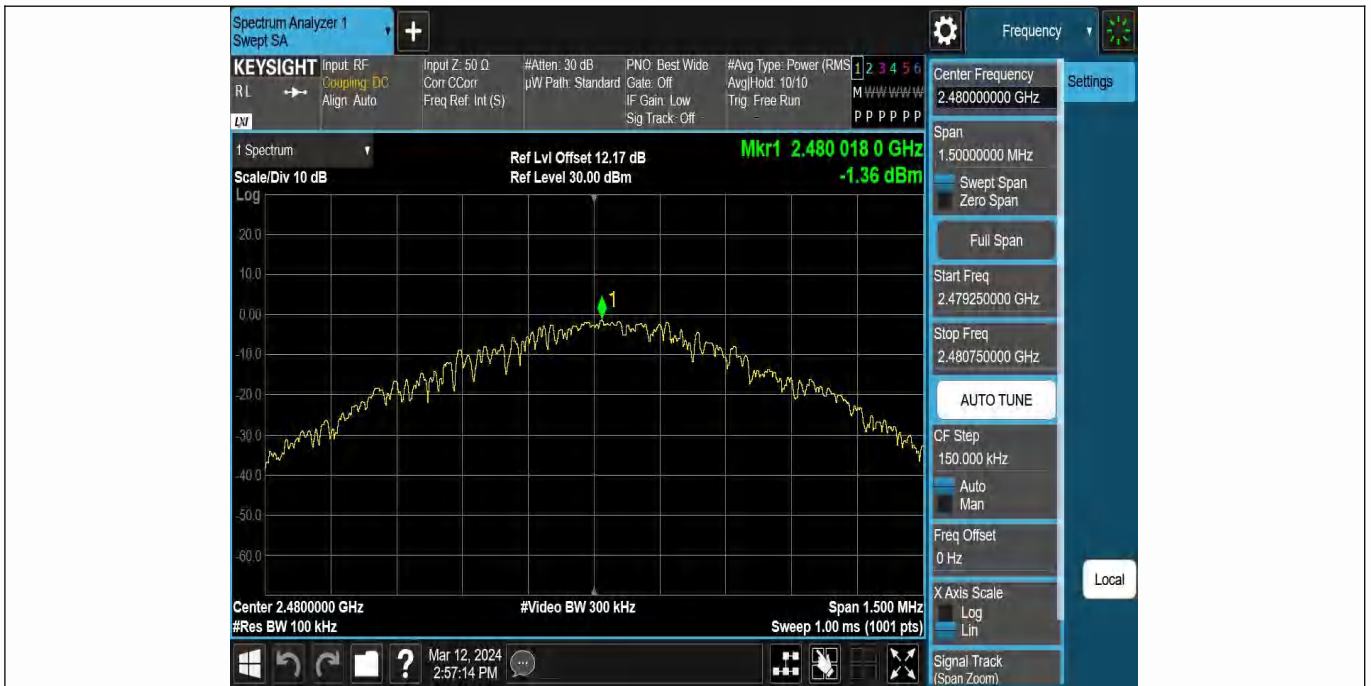 Spectrum Analyzer 1
Swept SA
+
Frequency
KEYSIGHT
RL
LXI
Input: RF
Coupling: DC
Align: Auto
Input Z: 50 Ω
Corr CCorr
Freq Ref: Int (S)
#Atten: 30 dB
µW Path: Standard
PNO: Best Wide
Gate: Off
IF Gain: Low
Sig Track: Off
#Avg Type: Power (RMS
Avg|Hold: 10/10
Trig: Free Run
1 2 3 4 5 6
M W W W W W
P P P P P P
1 Spectrum
Scale/Div 10 dB
Log
Ref Lvl Offset 12.17 dB
Ref Level 30.00 dBm
Mkr1 2.480 018 0 GHz
-1.36 dBm
20.0
10.0
0.00
-10.0
-20.0
-30.0
-40.0
-50.0
-60.0
1
Center 2.4800000 GHz
#Res BW 100 kHz
#Video BW 300 kHz
Span 1.500 MHz
Sweep 1.00 ms (1001 pts)
?
Mar 12, 2024
2:57:14 PM
Center Frequency
2.480000000 GHz
Settings
Span
1.50000000 MHz
Swept Span
Zero Span
Full Span
Start Freq
2.479250000 GHz
Stop Freq
2.480750000 GHz
AUTO TUNE
CF Step
150.000 kHz
Auto
Man
Freq Offset
0 Hz
Local
X Axis Scale
Log
Lin
Signal Track
(Span Zoom)